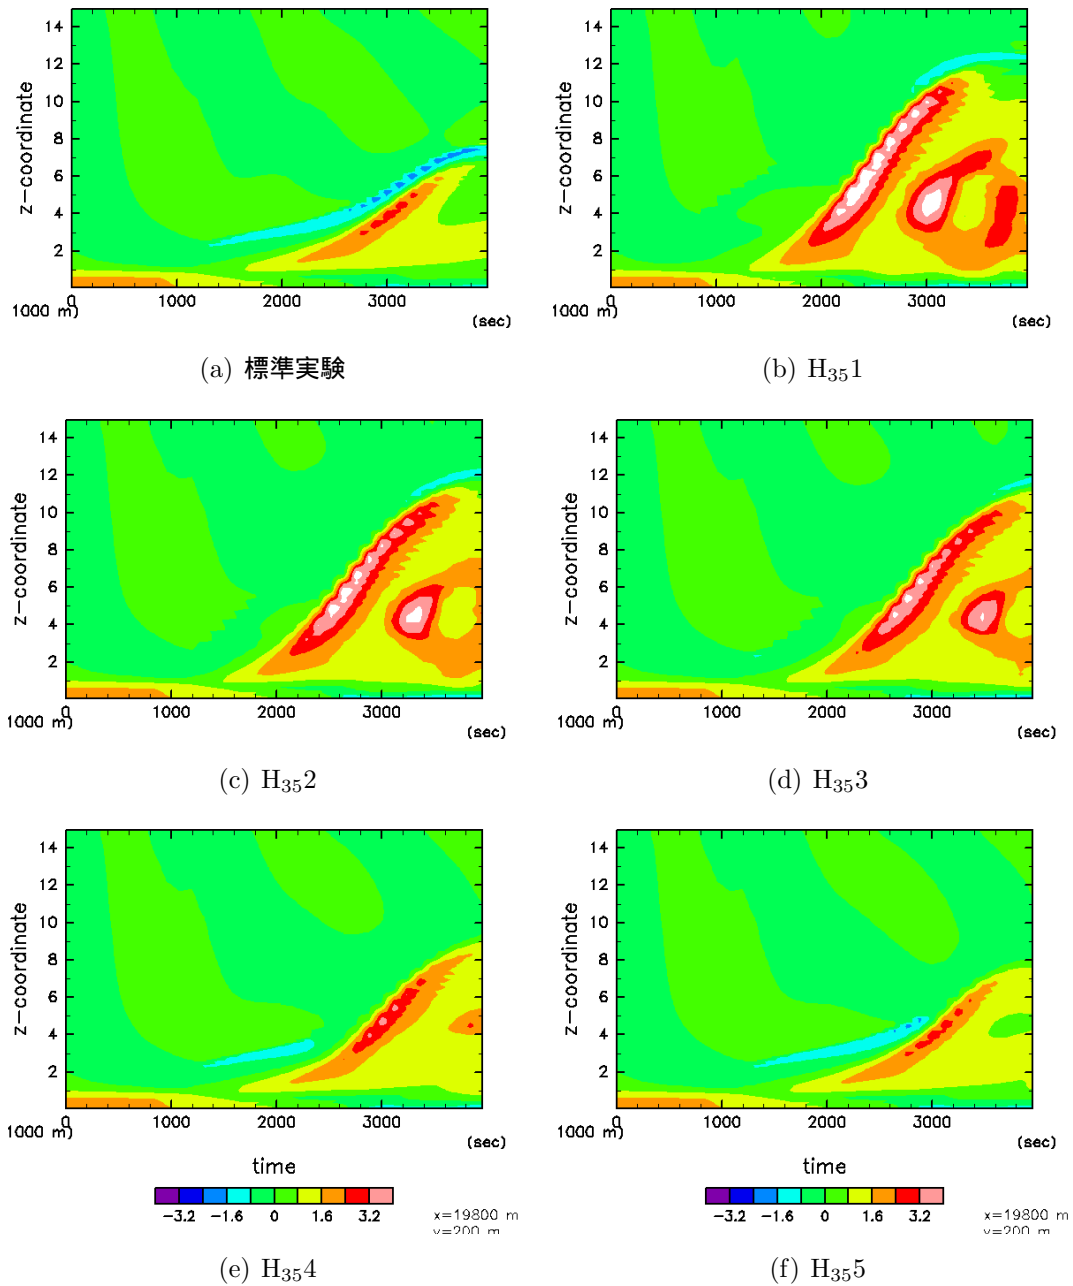 14
12
10
8
6
4
2
z-coordinate
0 1000 2000 3000
1000 m)
(sec)
(a) 標準実験
14
12
10
8
6
4
2
z-coordinate
0 1000 2000 3000
1000 m)
(sec)
(b) H351
14
12
10
8
6
4
2
z-coordinate
0 1000 2000 3000
1000 m)
(sec)
(c) H352
14
12
10
8
6
4
2
z-coordinate
0 1000 2000 3000
1000 m)
(sec)
(d) H353
14
12
10
8
6
4
2
z-coordinate
0 1000 2000 3000
1000 m)
(sec)
time
-3.2 -1.6 0 1.6 3.2
x=19800 m
y=200 m
(e) H354
14
12
10
8
6
4
2
z-coordinate
0 1000 2000 3000
1000 m)
(sec)
time
-3.2 -1.6 0 1.6 3.2
x=19800 m
y=200 m
(f) H355